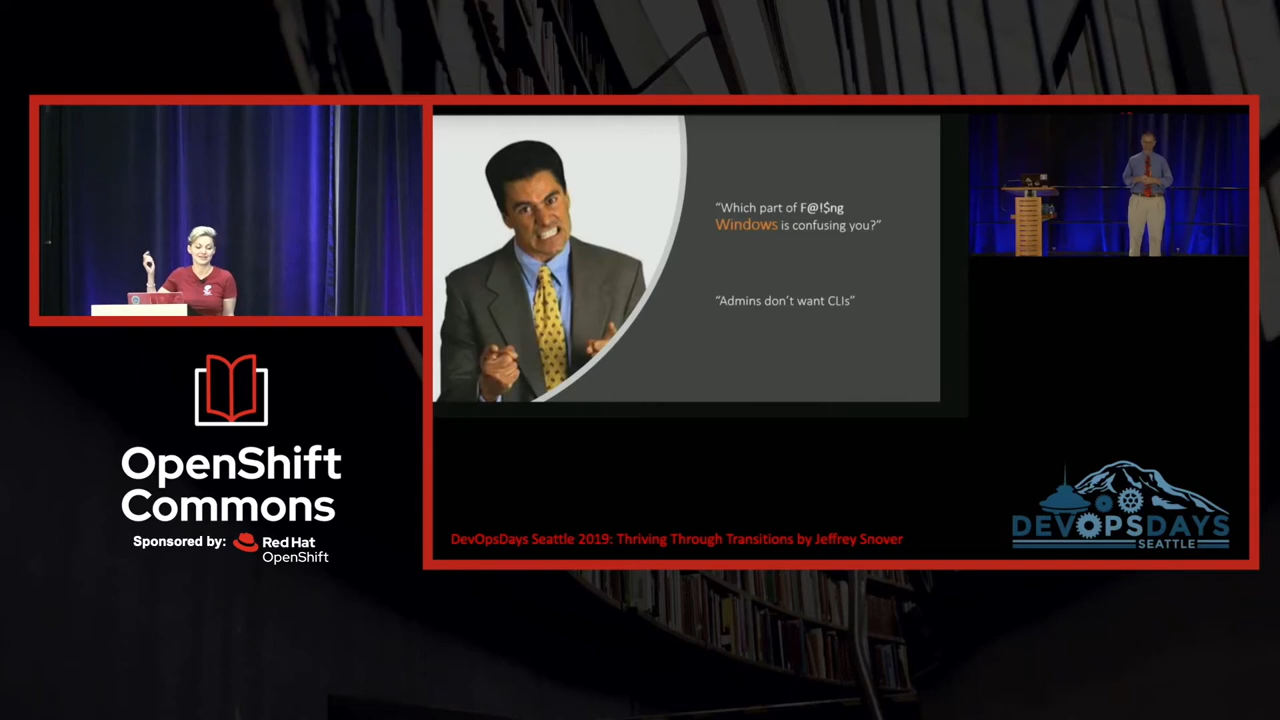 OpenShift
Commons
Sponsored by:
Red Hat
OpenShift
“Which part of F@!$ng
Windows is confusing you?”
“Admins don’t want CLIs”
DevOpsDays Seattle 2019: Thriving Through Transitions by Jeffrey Snover
DEVOPSDAYS
SEATTLE